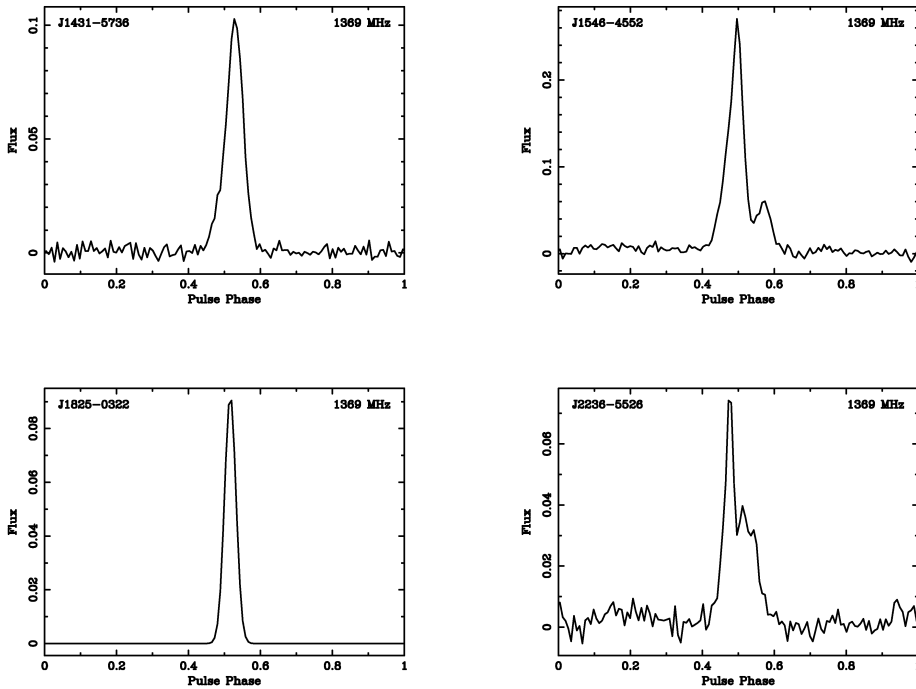 J1431-5736 1369 MHz
0.1
0.05
0
Flux
0 0.2 0.4 0.6 0.8 1
Pulse Phase
J1546-4552 1369 MHz
0.2
0.1
0
Flux
0 0.2 0.4 0.6 0.8 1
Pulse Phase
J1825-0322 1369 MHz
0.08
0.06
0.04
0.02
0
Flux
0 0.2 0.4 0.6 0.8 1
Pulse Phase
J2236-5526 1369 MHz
0.06
0.04
0.02
0
Flux
0 0.2 0.4 0.6 0.8 1
Pulse Phase